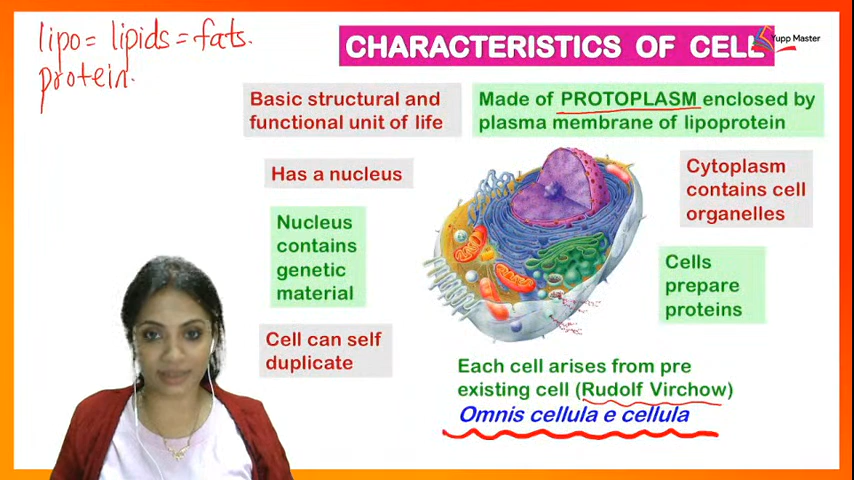 lipo = lipids = fats.
protein.
CHARACTERISTICS OF CELL
Yupp Master
Basic structural and
functional unit of life
Made of PROTOPLASM enclosed by
plasma membrane of lipoprotein
Has a nucleus
Cytoplasm
contains cell
organelles
Nucleus
contains
genetic
material
Cells
prepare
proteins
Cell can self
duplicate
Each cell arises from pre
existing cell (Rudolf Virchow)
Omnis cellula e cellula